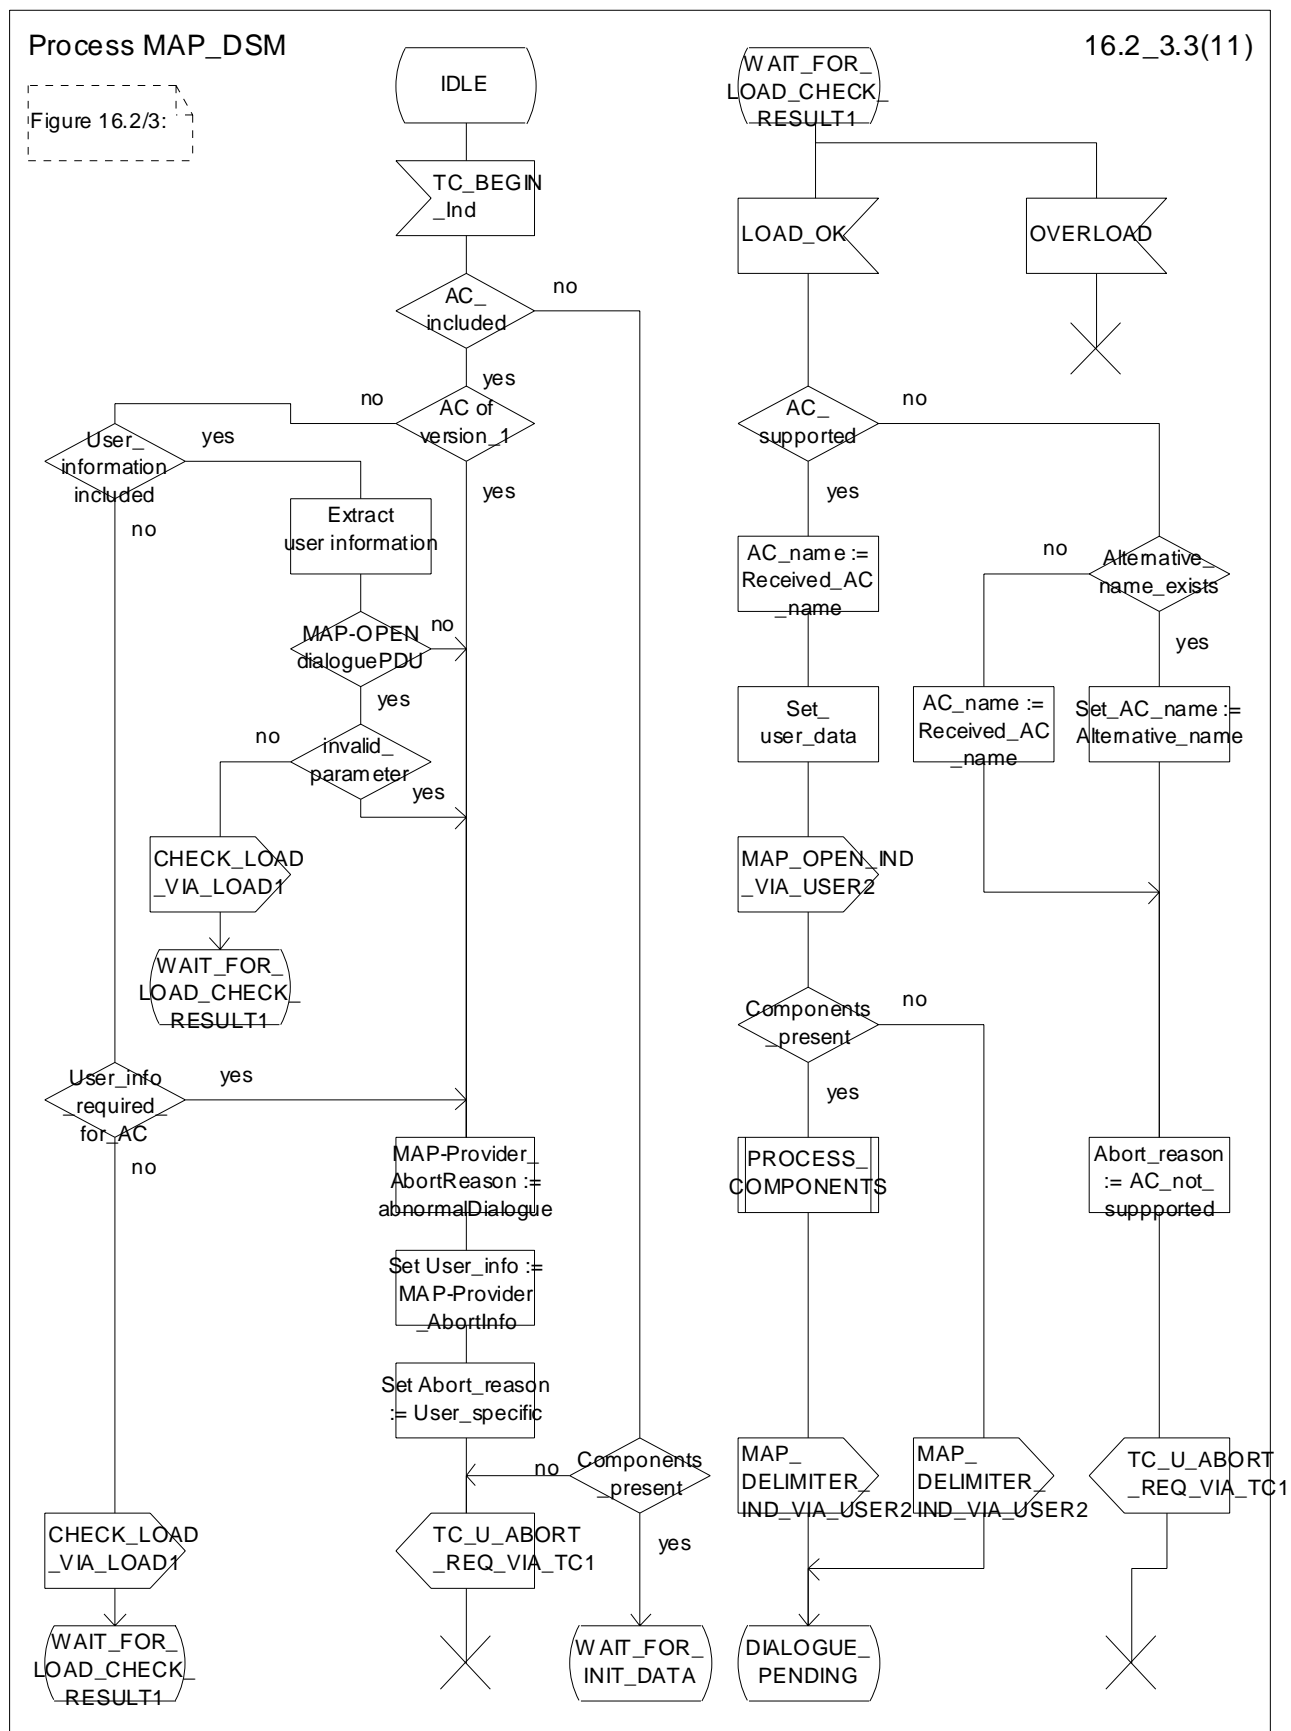 Process MAP_DSM
16.2_3.3(11)
Figure 16.2/3:
IDLE
TC_BEGIN
_Ind
AC_
included
no
yes
AC of
version_1
no
yes
User_
information
included
yes
no
Extract
user information
MAP-OPEN
dialoguePDU
no
yes
invalid_
parameter
no
yes
CHECK_LOAD
_VIA_LOAD1
WAIT_FOR_
LOAD_CHECK_
RESULT1
User_info
_required_
for_AC
yes
no
MAP-Provider_
AbortReason :=
abnormalDialogue
Set User_info :=
MAP-Provider
_AbortInfo
Set Abort_reason
:= User_specific
Components
_present
no
yes
TC_U_ABORT
_REQ_VIA_TC1
CHECK_LOAD
_VIA_LOAD1
WAIT_FOR_
LOAD_CHECK_
RESULT1
WAIT_FOR_
INIT_DATA
WAIT_FOR_
LOAD_CHECK_
RESULT1
LOAD_OK
OVERLOAD
AC_
supported
no
yes
AC_name :=
Received_AC
_name
Alternative_
name_exists
no
yes
Set_
user_data
AC_name :=
Received_AC
_name
Set_AC_name :=
Alternative_name
MAP_OPEN_IND
_VIA_USER2
Components
_present
no
yes
PROCESS_
COMPONENTS
Abort_reason
:= AC_not_
suppported
MAP_
DELIMITER_
IND_VIA_USER2
MAP_
DELIMITER_
IND_VIA_USER2
TC_U_ABORT
_REQ_VIA_TC1
DIALOGUE_
PENDING